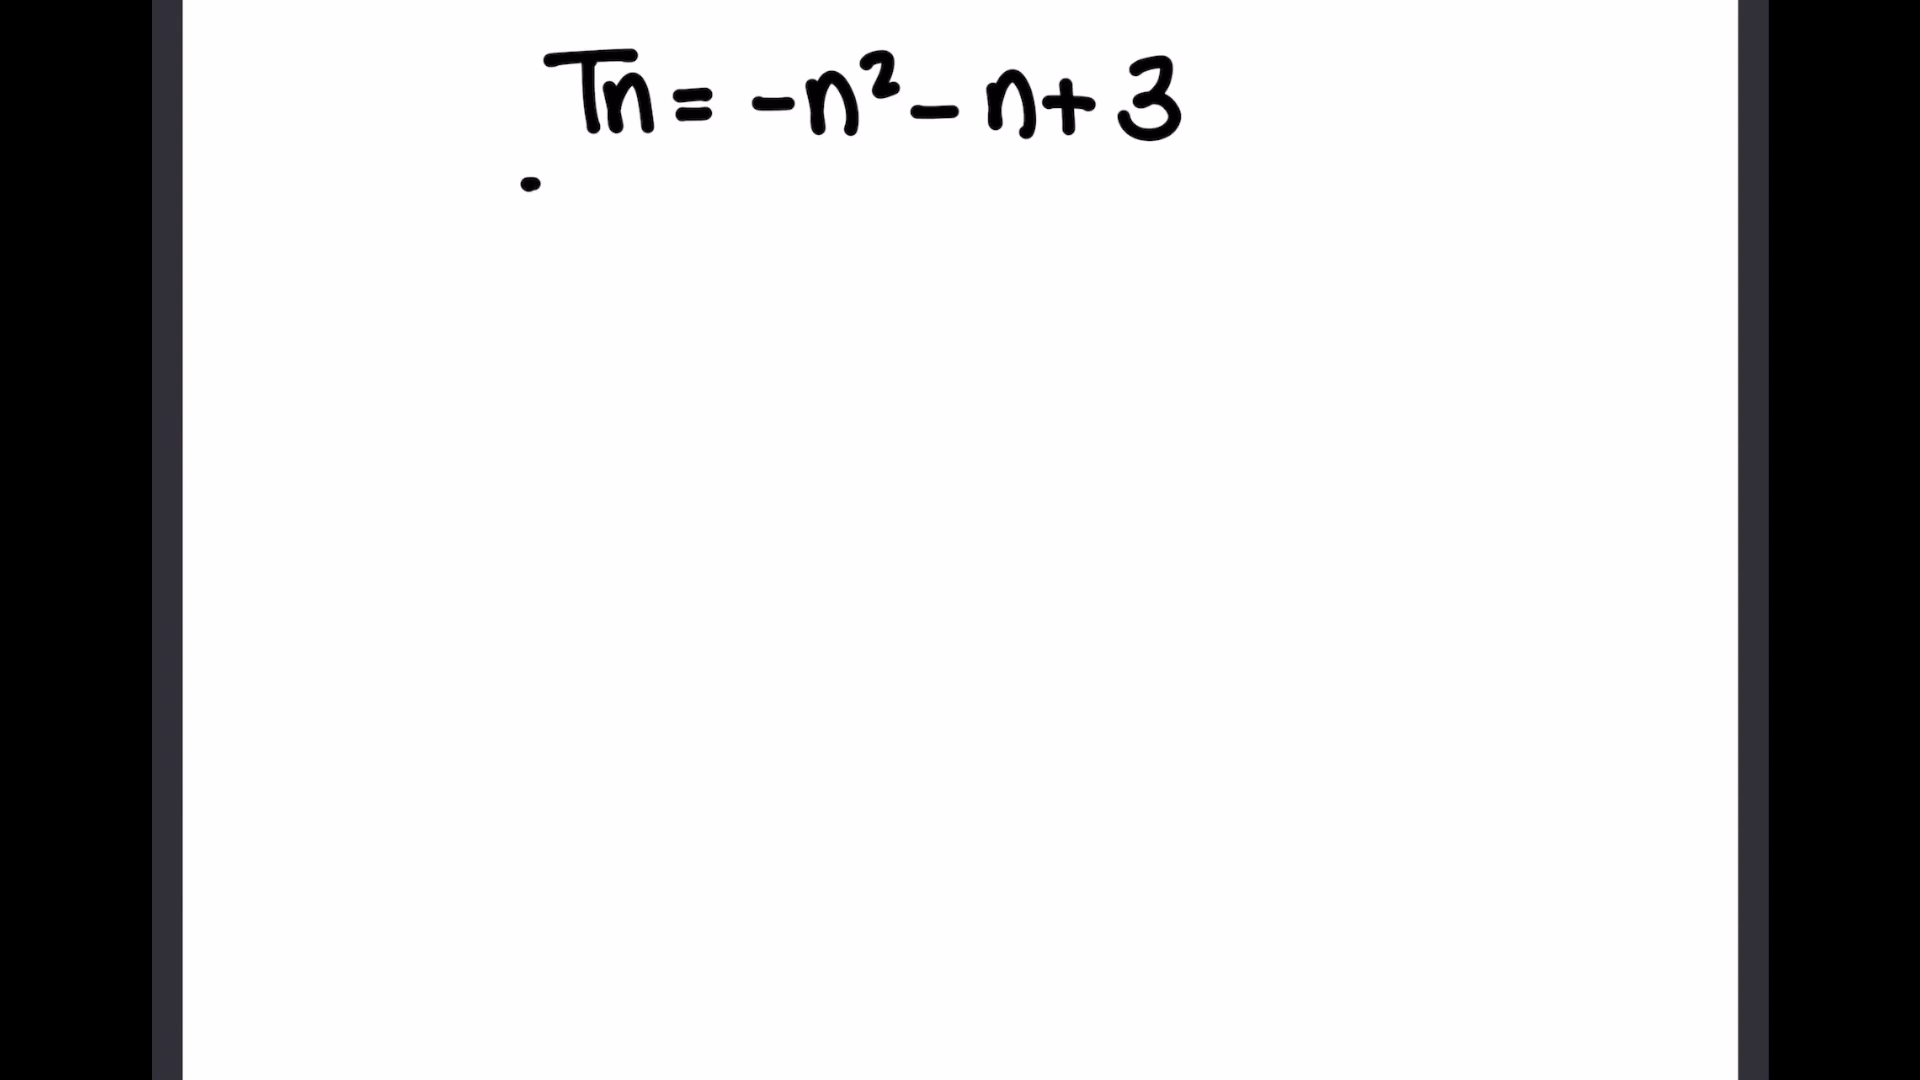 Tn = -n² - n + 3